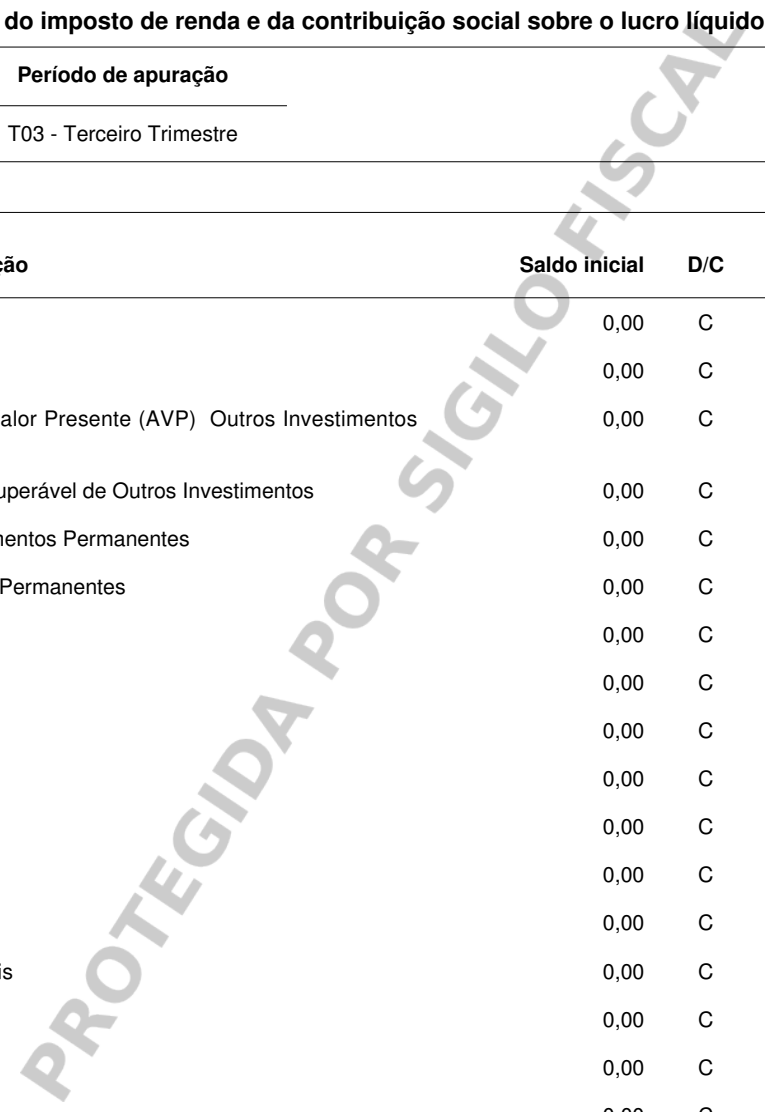 do imposto de renda e da contribuição social sobre o lucro líquido
Período de apuração
T03 - Terceiro Trimestre
ção Saldo inicial D/C
0,00 C
0,00 C
alor Presente (AVP) Outros Investimentos 0,00 C
uperável de Outros Investimentos 0,00 C
mentos Permanentes 0,00 C
Permanentes 0,00 C
0,00 C
0,00 C
0,00 C
0,00 C
0,00 C
0,00 C
0,00 C
is 0,00 C
0,00 C
0,00 C
0,00 C
PROTEGIDA POR SIGILO FISCAL